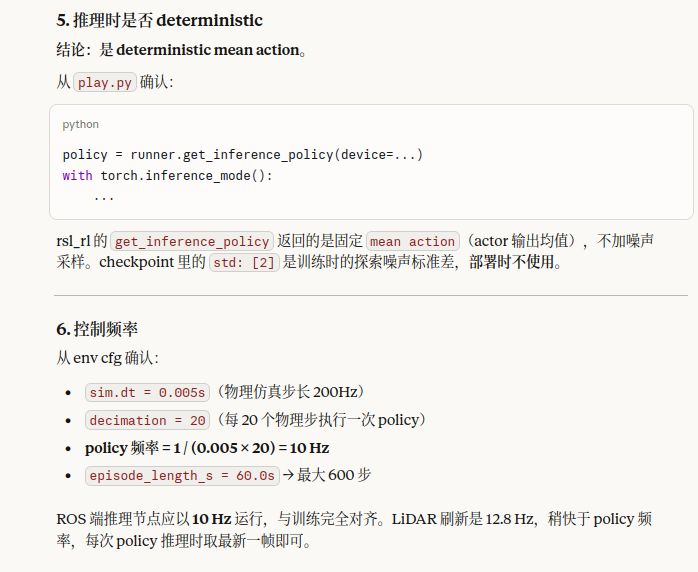 5. 推理时是否 deterministic
结论：是 deterministic mean action。
从 play.py 确认：
python
policy = runner.get_inference_policy(device=...)
with torch.inference_mode():
    ...
rsl_rl 的 get_inference_policy 返回的是固定 mean action（actor 输出均值），不加噪声
采样。checkpoint 里的 std: [2] 是训练时的探索噪声标准差，部署时不使用。
6. 控制频率
从 env cfg 确认：
• sim.dt = 0.005s（物理仿真步长 200Hz）
• decimation = 20（每 20 个物理步执行一次 policy）
• policy 频率 = 1 / (0.005 × 20) = 10 Hz
• episode_length_s = 60.0s → 最大 600 步
ROS 端推理节点应以 10 Hz 运行，与训练完全对齐。LiDAR 刷新是 12.8 Hz，稍快于 policy 频
率，每次 policy 推理时取最新一帧即可。